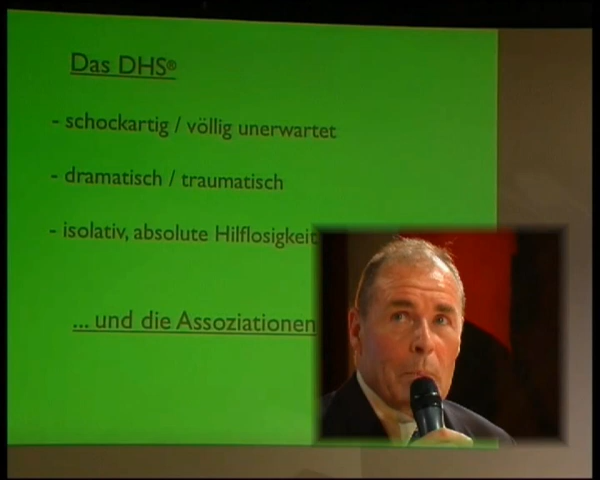 Das DHS®
- schockartig / völlig unerwartet
- dramatisch / traumatisch
- isolativ, absolute Hilflosigkeit
... und die Assoziationen